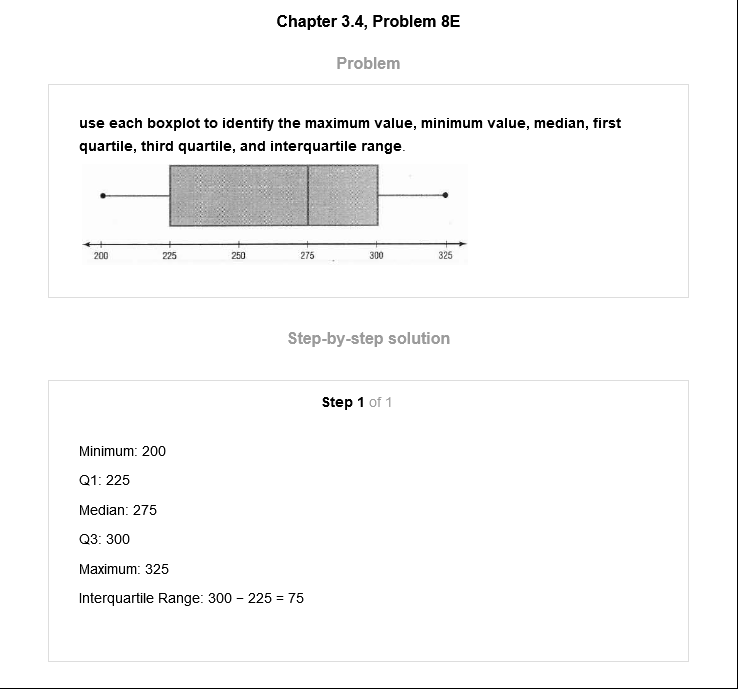 Chapter 3.4, Problem 8E
Problem
use each boxplot to identify the maximum value, minimum value, median, first
quartile, third quartile, and interquartile range.
200 225 250 275 300 325
Step-by-step solution
Step 1 of 1
Minimum: 200
Q1: 225
Median: 275
Q3: 300
Maximum: 325
Interquartile Range: 300 − 225 = 75